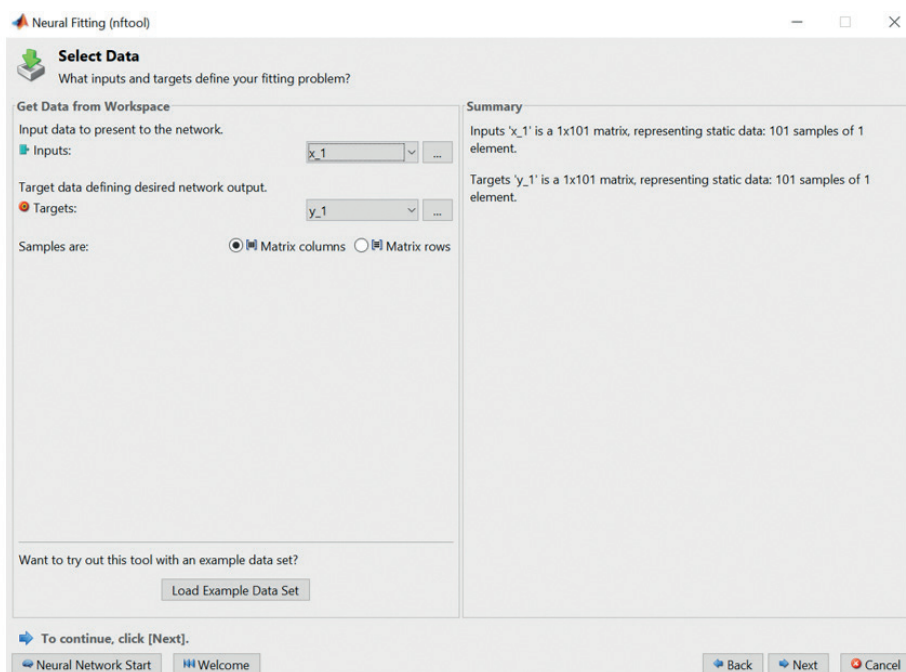 Neural Fitting (nftool)
Select Data
What inputs and targets define your fitting problem?
Get Data from Workspace
Input data to present to the network.
Inputs:
x_1
...
Target data defining desired network output.
Targets:
y_1
...
Samples are:
Matrix columns
Matrix rows
Summary
Inputs 'x_1' is a 1x101 matrix, representing static data: 101 samples of 1
element.
Targets 'y_1' is a 1x101 matrix, representing static data: 101 samples of 1
element.
Want to try out this tool with an example data set?
Load Example Data Set
To continue, click [Next].
Neural Network Start
Welcome
Back
Next
Cancel